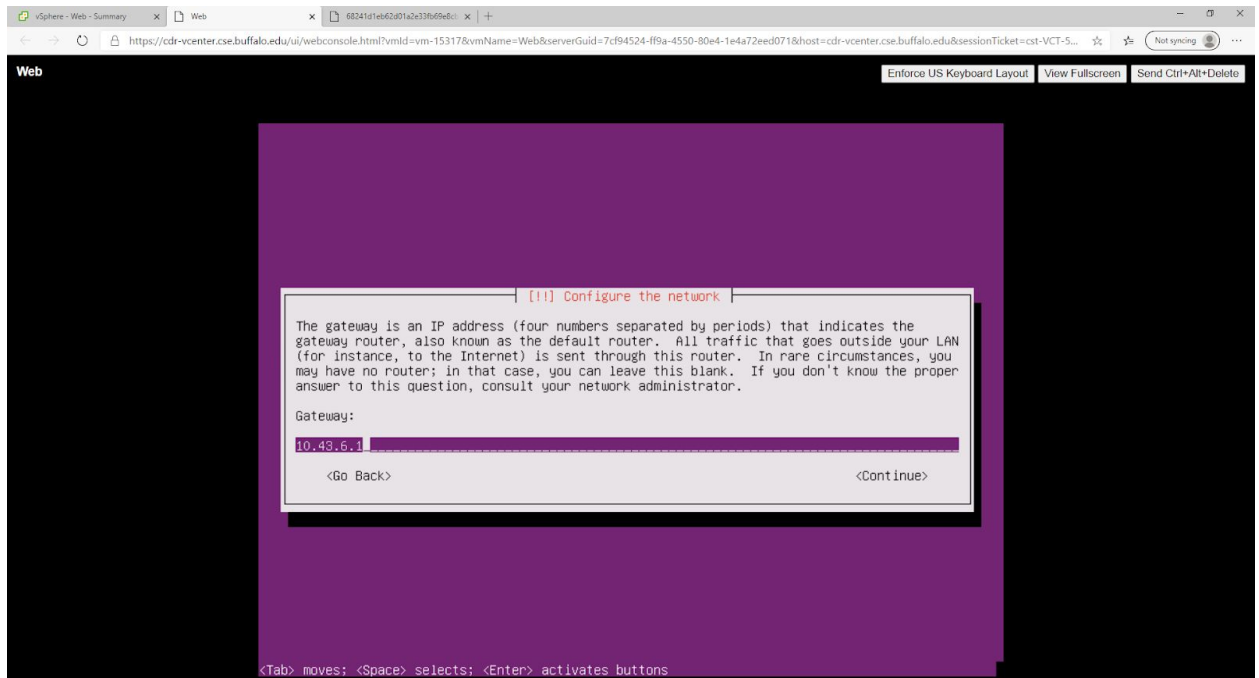 vSphere - Web - Summary
Web
https://cdr-vcenter.cse.buffalo.edu/ui/webconsole.html?vmId=vm-15317&vmName=Web&serverGuid=7cf94524-ff9a-4550-80e4-1e4a72eed071&host=cdr-vcenter.cse.buffalo.edu&sessionTicket=cst-VCT-5...
Not syncing
Web
Enforce US Keyboard Layout
View Fullscreen
Send Ctrl+Alt+Delete
[!!] Configure the network
The gateway is an IP address (four numbers separated by periods) that indicates the
gateway router, also known as the default router. All traffic that goes outside your LAN
(for instance, to the Internet) is sent through this router. In rare circumstances, you
may have no router; in that case, you can leave this blank. If you don't know the proper
answer to this question, consult your network administrator.
Gateway:
10.43.6.1
<Go Back>
<Continue>
<Tab> moves; <Space> selects; <Enter> activates buttons